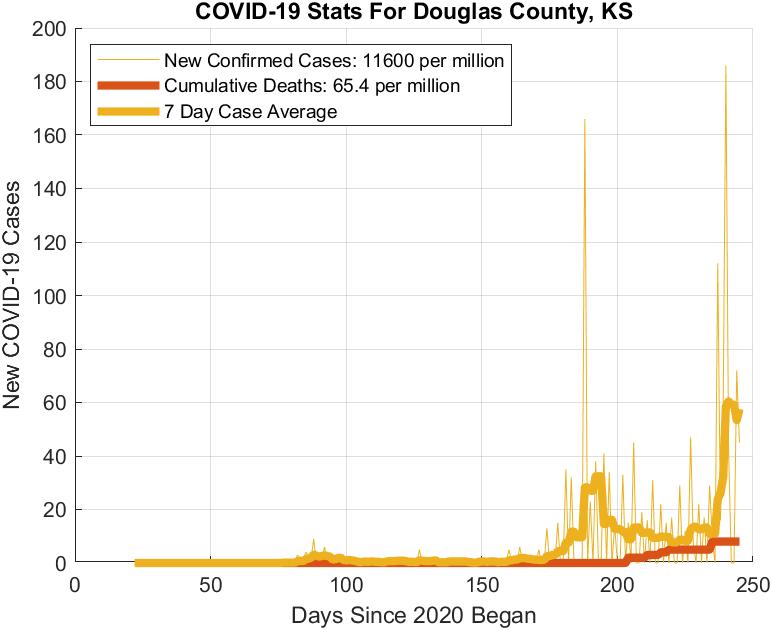 COVID-19 Stats For Douglas County, KS
New Confirmed Cases: 11600 per million
Cumulative Deaths: 65.4 per million
7 Day Case Average
200
180
160
140
120
100
80
60
40
20
0
New COVID-19 Cases
0 50 100 150 200 250
Days Since 2020 Began